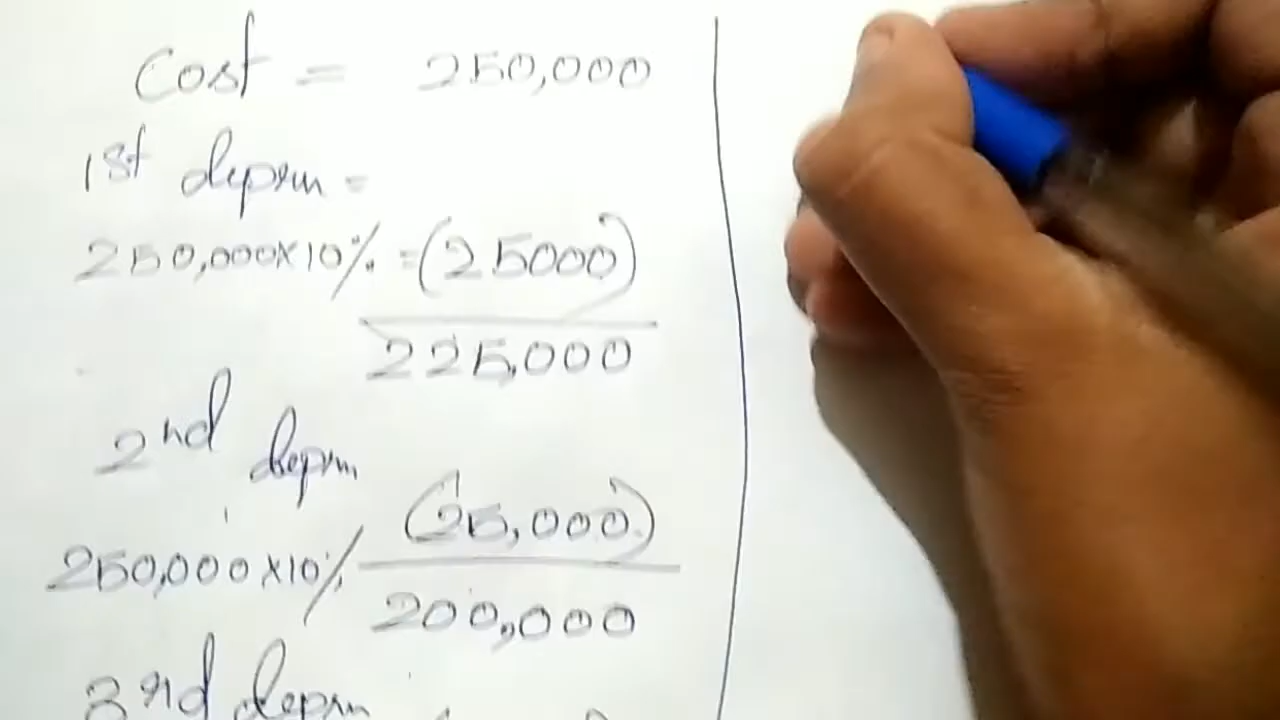 Cost = 250,000
1st deprn =
250,000x10% = (25000)
225,000
2nd deprn
(25,000)
250,000x10%
200,000
3rd deprn